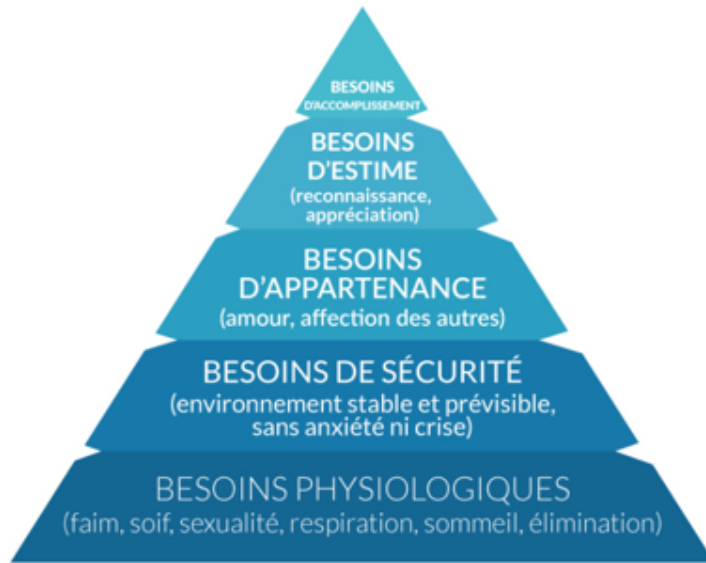 BESOINS
D'ACCOMPLISSEMENT
BESOINS
D'ESTIME
(reconnaissance,
appréciation)
BESOINS
D'APPARTENANCE
(amour, affection des autres)
BESOINS DE SÉCURITÉ
(environnement stable et prévisible,
sans anxiété ni crise)
BESOINS PHYSIOLOGIQUES
(faim, soif, sexualité, respiration, sommeil, élimination)